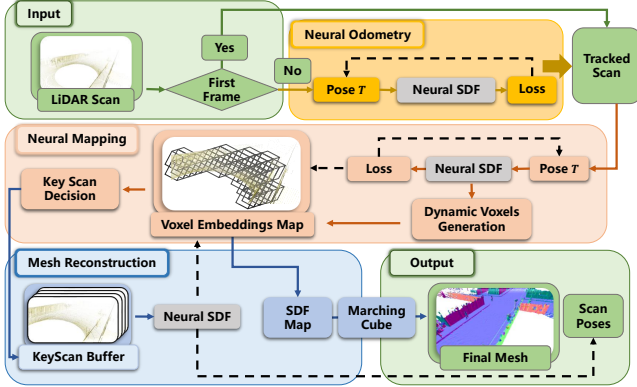 Input
Yes
Neural Odometry
LiDAR Scan
First
Frame
No
Pose T
Neural SDF
Loss
Tracked
Scan
Neural Mapping
Key Scan
Decision
Voxel Embeddings Map
Loss
Neural SDF
Pose T
Dynamic Voxels
Generation
Mesh Reconstruction
KeyScan Buffer
Neural SDF
SDF
Map
Marching
Cube
Output
Final Mesh
Scan
Poses